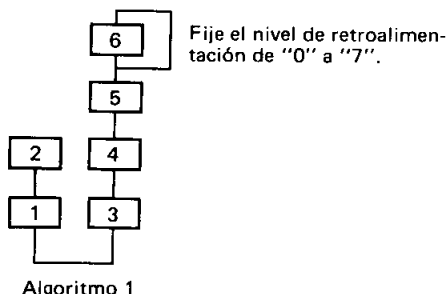 6
Fije el nivel de retroalimen-
tación de "0" a "7".
5
2
4
1
3
Algoritmo 1